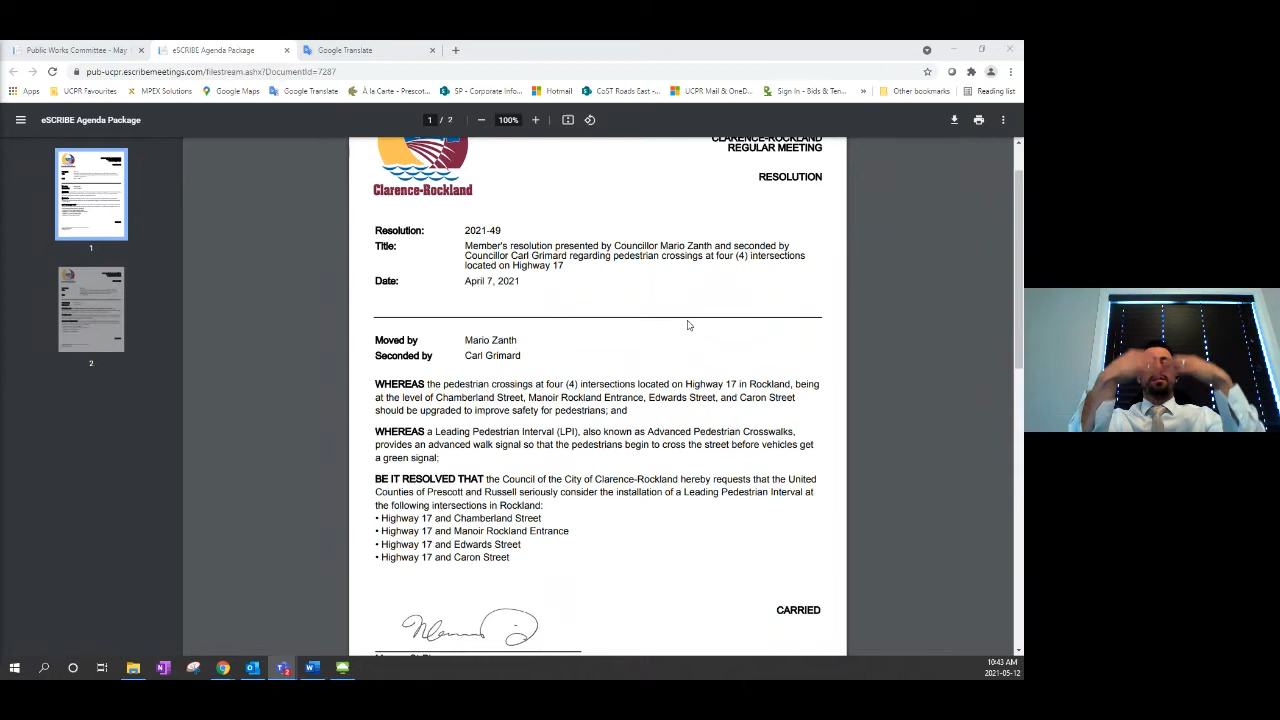 Public Works Committee - May
eSCRIBE Agenda Package
Google Translate
pub-ucpr.escribemeetings.com/filestream.ashx?DocumentId=7287
Apps
UCPR Favourites
MPEX Solutions
Google Maps
Google Translate
À la Carte - Prescot...
SP - Corporate Info...
Hotmail
CoST Roads East -...
UCPR Mail & OneD...
Sign In - Bids & Ten...
»
Other bookmarks
Reading list
eSCRIBE Agenda Package
1 / 2
100%
CLARENCE-ROCKLAND
REGULAR MEETING
RESOLUTION
Clarence-Rockland
Resolution: 2021-49
Title: Member's resolution presented by Councillor Mario Zanth and seconded by
Councillor Carl Grimard regarding pedestrian crossings at four (4) intersections
located on Highway 17
Date: April 7, 2021
Moved by Mario Zanth
Seconded by Carl Grimard
WHEREAS the pedestrian crossings at four (4) intersections located on Highway 17 in Rockland, being
at the level of Chamberland Street, Manoir Rockland Entrance, Edwards Street, and Caron Street
should be upgraded to improve safety for pedestrians; and
WHEREAS a Leading Pedestrian Interval (LPI), also known as Advanced Pedestrian Crosswalks,
provides an advanced walk signal so that the pedestrians begin to cross the street before vehicles get
a green signal;
BE IT RESOLVED THAT the Council of the City of Clarence-Rockland hereby requests that the United
Counties of Prescott and Russell seriously consider the installation of a Leading Pedestrian Interval at
the following intersections in Rockland:
• Highway 17 and Chamberland Street
• Highway 17 and Manoir Rockland Entrance
• Highway 17 and Edwards Street
• Highway 17 and Caron Street
CARRIED
1
2
10:43 AM
2021-05-12